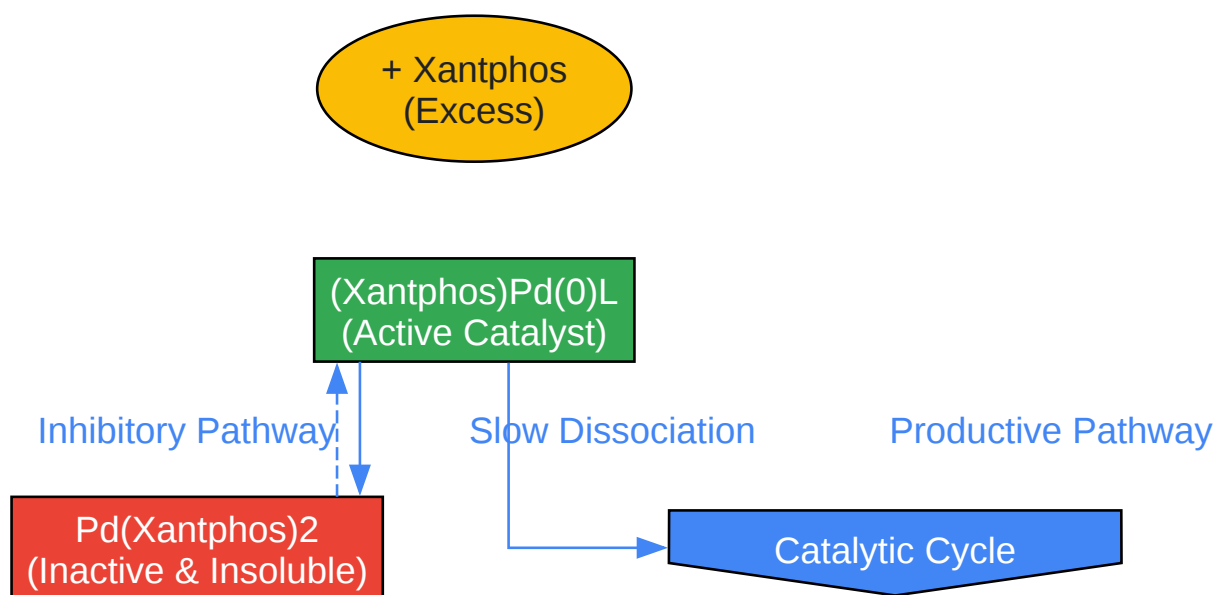 + Xantphos
(Excess)
(Xantphos)Pd(0)L
(Active Catalyst)
Inhibitory Pathway
Slow Dissociation
Productive Pathway
Pd(Xantphos)2
(Inactive & Insoluble)
Catalytic Cycle